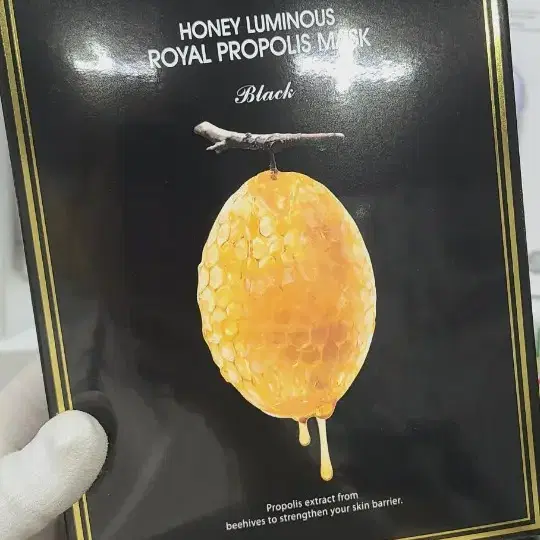 HONEY LUMINOUS
ROYAL PROPOLIS MASK
Black
Propolis extract from
beehives to strengthen your skin barrier.